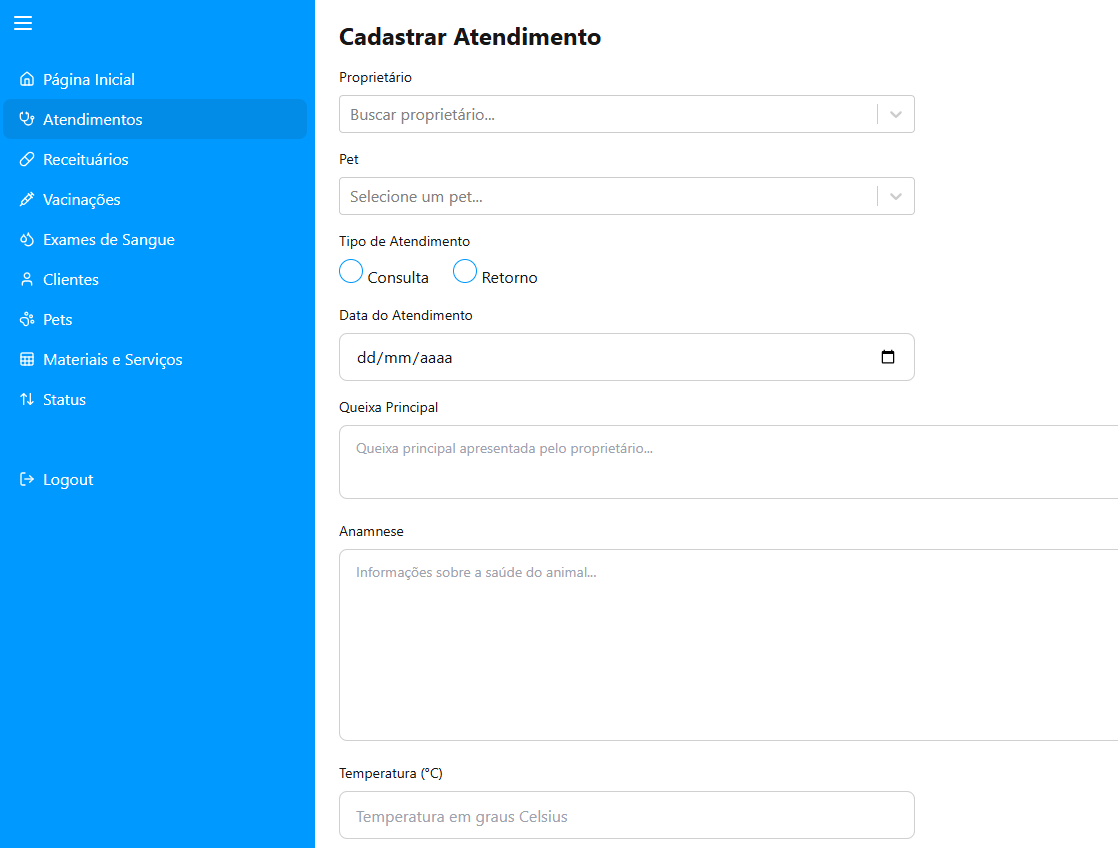 Página Inicial
Atendimentos
Receituários
Vacinações
Exames de Sangue
Clientes
Pets
Materiais e Serviços
Status
Logout
Cadastrar Atendimento
Proprietário
Buscar proprietário...
Pet
Selecione um pet...
Tipo de Atendimento
Consulta Retorno
Data do Atendimento
dd/mm/aaaa
Queixa Principal
Queixa principal apresentada pelo proprietário...
Anamnese
Informações sobre a saúde do animal...
Temperatura (°C)
Temperatura em graus Celsius